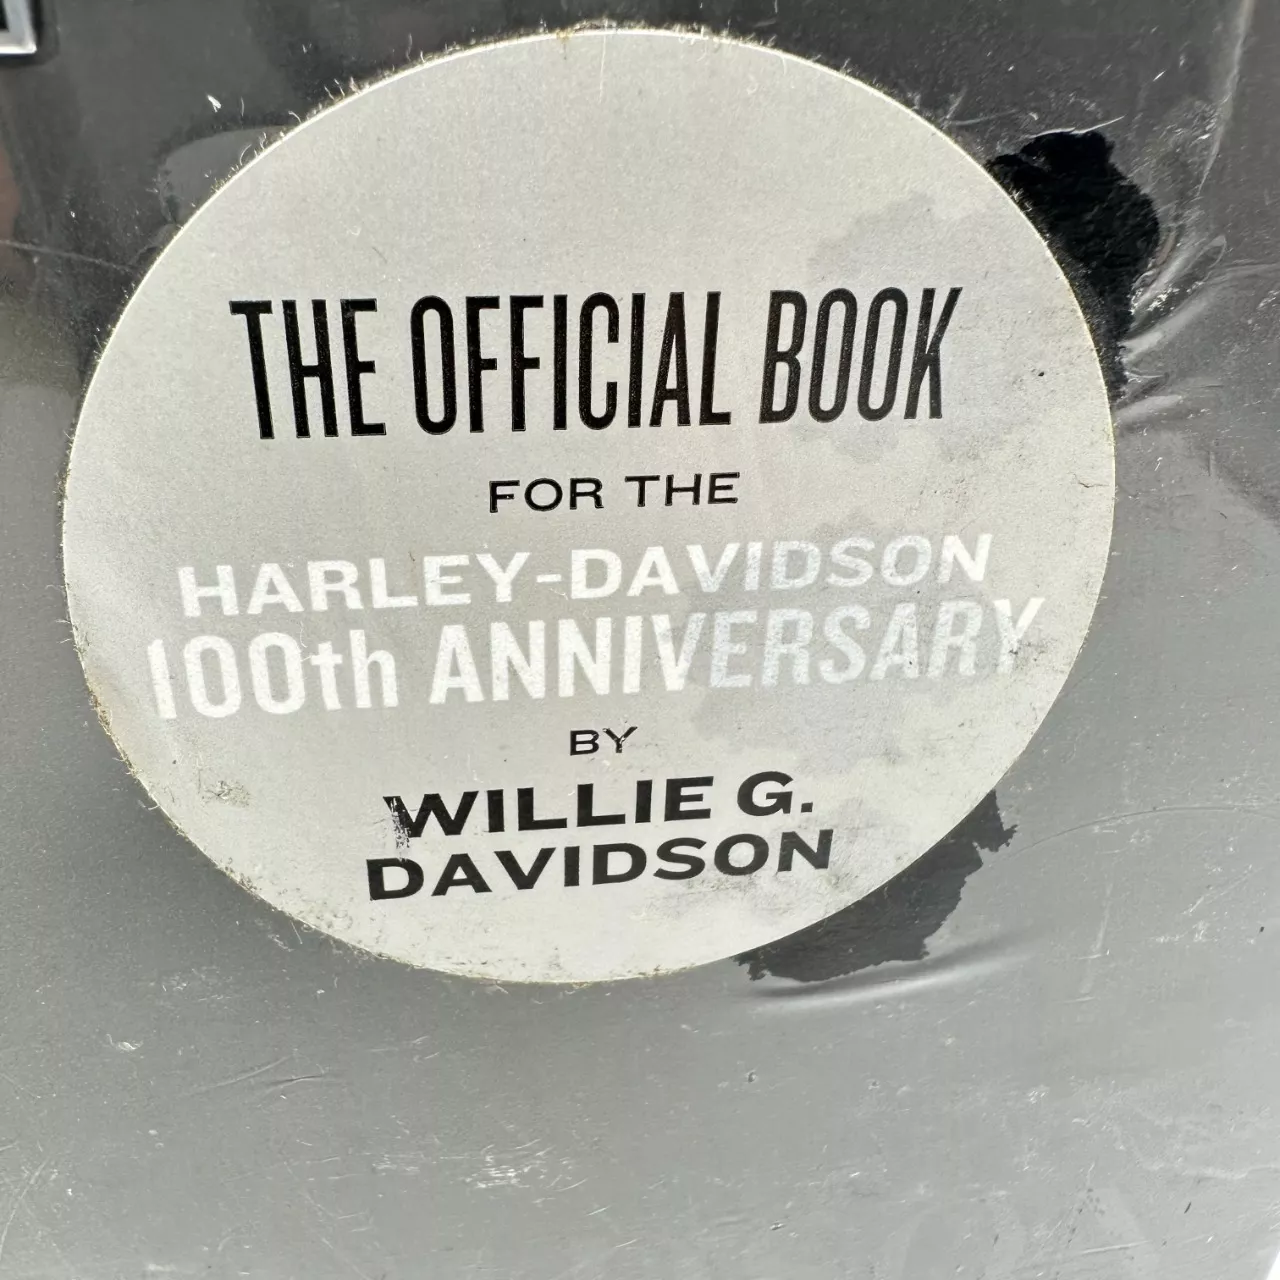 THE OFFICIAL BOOK
FOR THE
HARLEY-DAVIDSON
100th ANNIVERSARY
BY
WILLIE G.
DAVIDSON